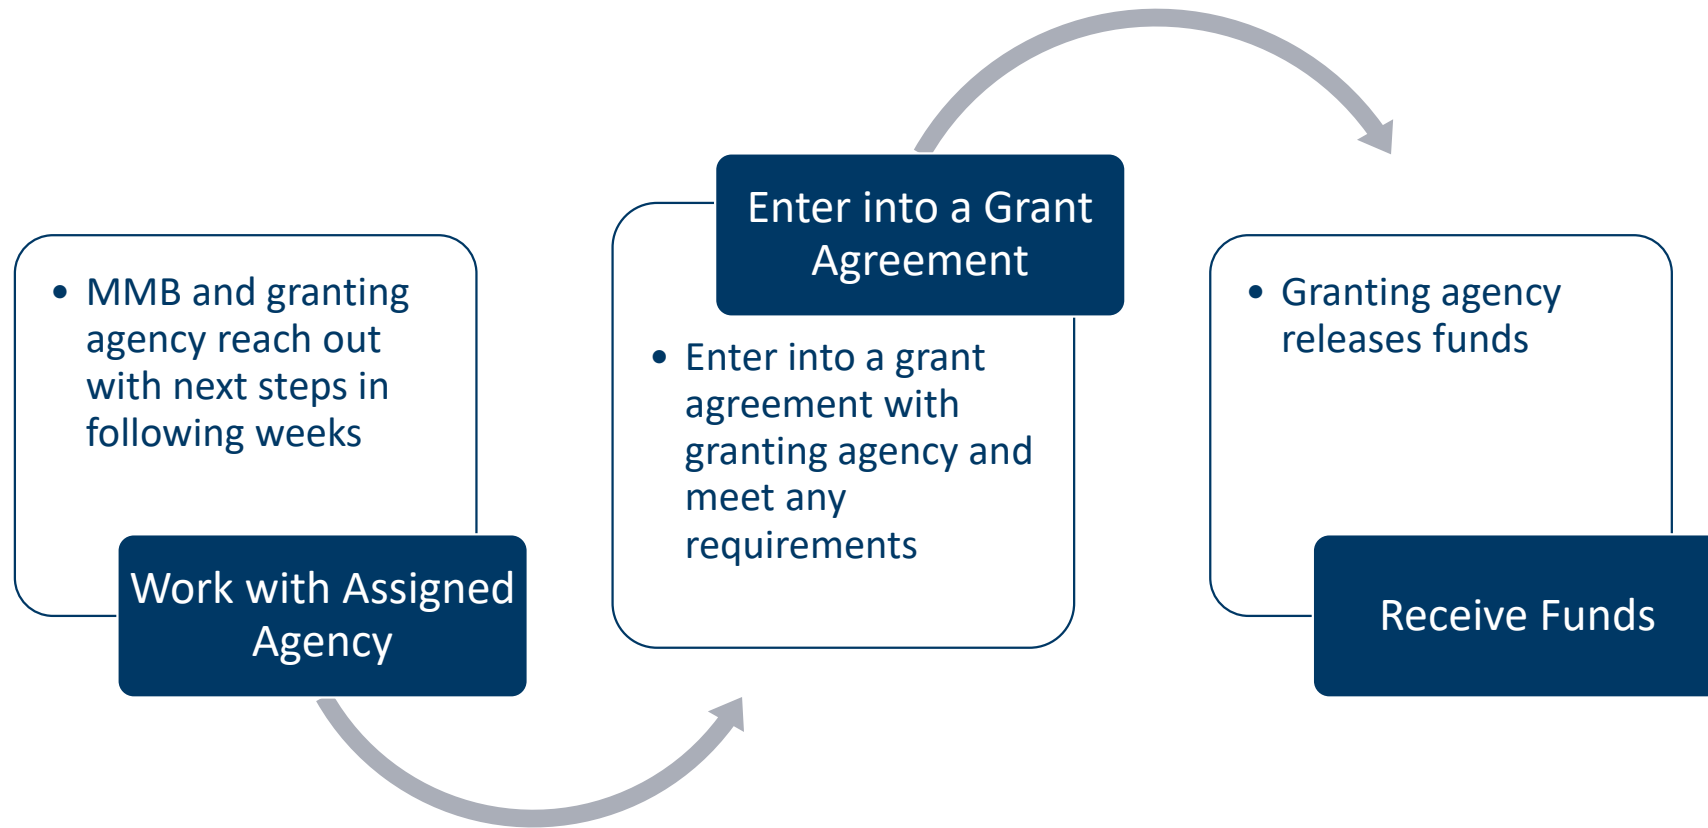 • MMB and granting
agency reach out
with next steps in
following weeks
Work with Assigned
Agency
Enter into a Grant
Agreement
• Enter into a grant
agreement with
granting agency and
meet any
requirements
• Granting agency
releases funds
Receive Funds